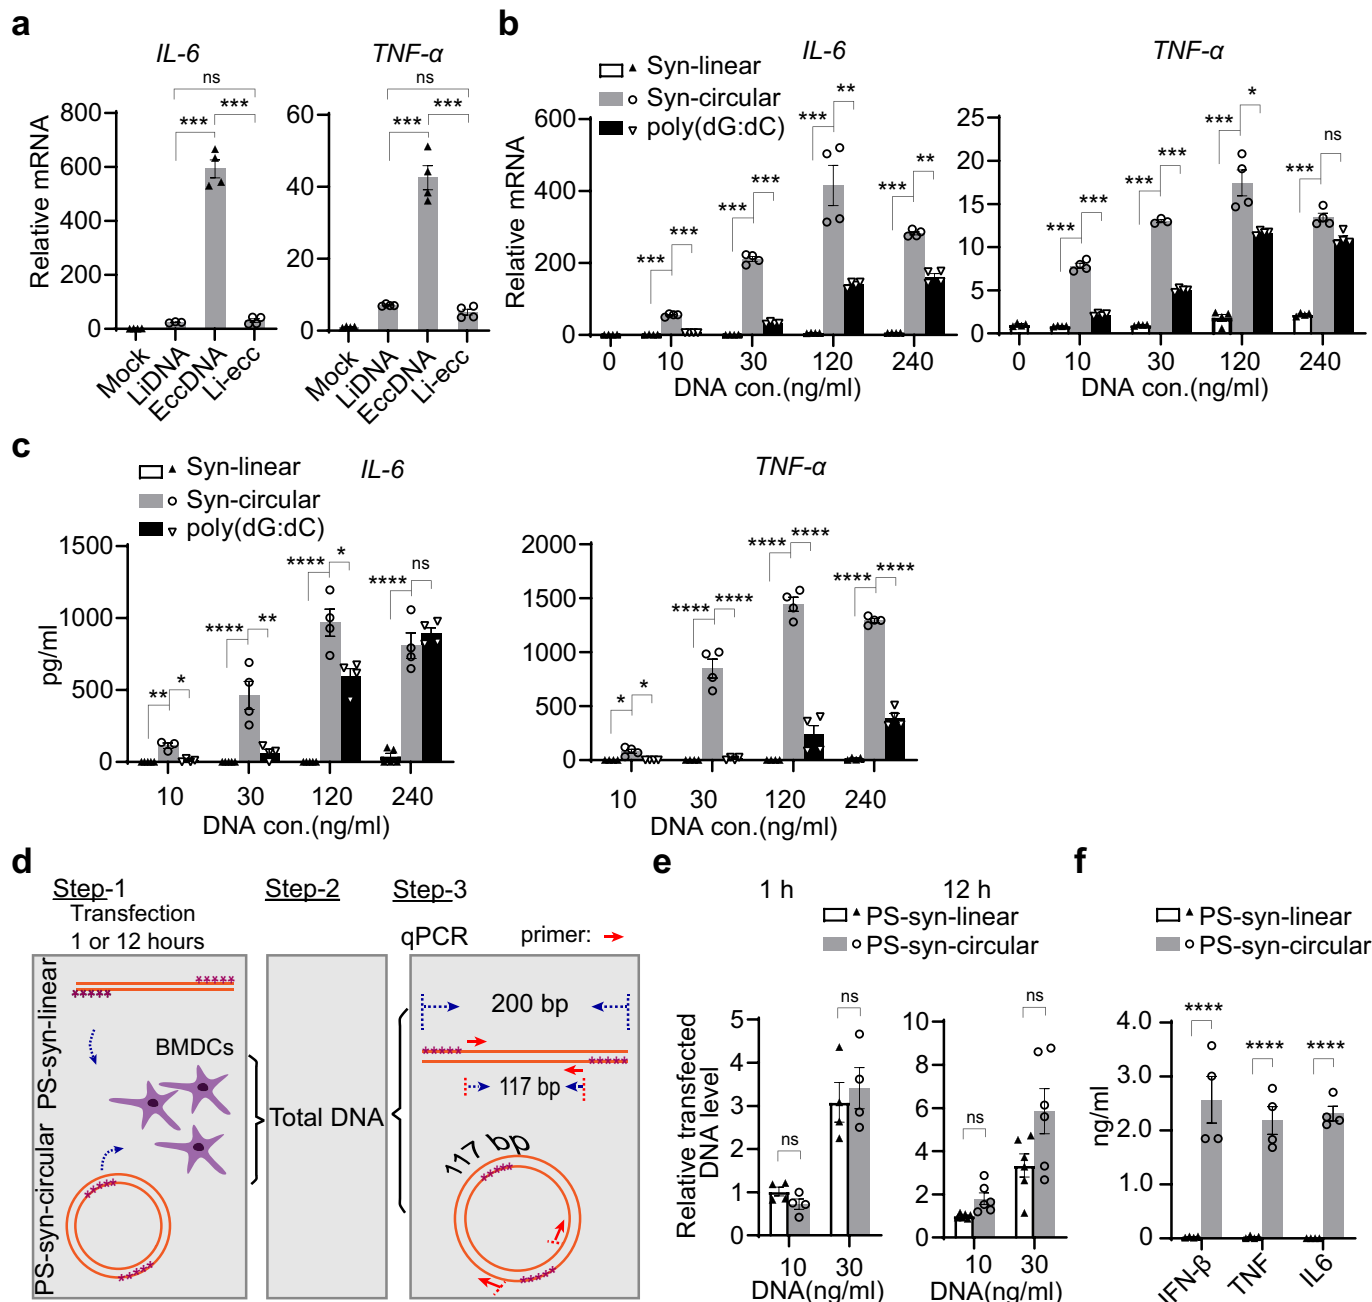 a
IL-6
TNF-α
ns
ns
***
***
***
***
Relative mRNA
800
600
400
200
0
60
40
20
0
Mock
LiDNA
EccDNA
Li-ecc
Mock
LiDNA
EccDNA
Li-ecc
b
IL-6
TNF-α
Syn-linear
Syn-circular
poly(dG:dC)
Relative mRNA
600
400
200
0
***
***
***
***
***
**
***
**
0
10
30
120
240
DNA con.(ng/ml)
25
20
15
10
5
0
***
***
***
***
***
*
***
ns
0
10
30
120
240
DNA con.(ng/ml)
c
IL-6
TNF-α
Syn-linear
Syn-circular
poly(dG:dC)
pg/ml
1500
1000
500
0
**
*
****
**
****
*
****
ns
10
30
120
240
DNA con.(ng/ml)
2000
1500
1000
500
0
*
*
****
****
****
****
****
****
10
30
120
240
DNA con.(ng/ml)
d
Step-1
Step-2
Step-3
Transfection
1 or 12 hours
qPCR
primer:
PS-syn-circular PS-syn-linear
BMDCs
Total DNA
200 bp
117 bp
117 bp
e
1 h
12 h
PS-syn-linear
PS-syn-circular
Relative transfected
DNA level
5
4
3
2
1
0
ns
ns
10
30
DNA(ng/ml)
10
8
6
4
2
0
ns
ns
10
30
DNA(ng/ml)
f
PS-syn-linear
PS-syn-circular
ng/ml
4.0
3.0
2.0
1.0
0
****
****
****
IFN-β
TNF
IL6